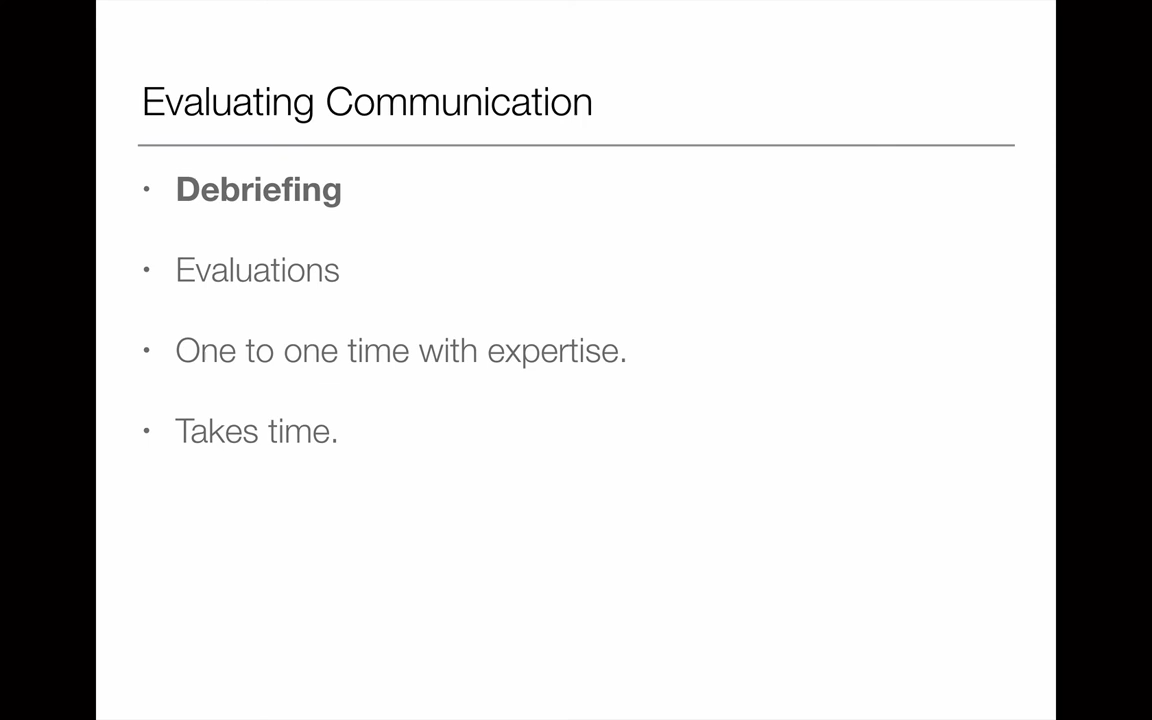 Evaluating Communication
• Debriefing
• Evaluations
• One to one time with expertise.
• Takes time.